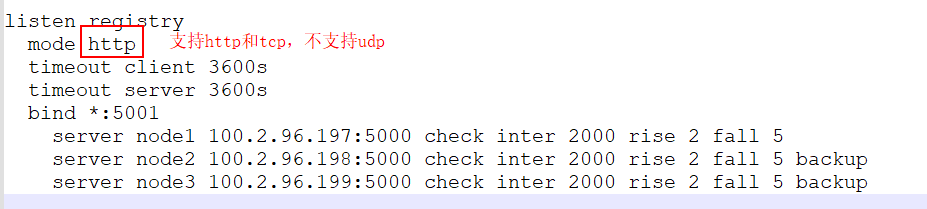 listen registry
mode http 支持http和tcp，不支持udp
timeout client 3600s
timeout server 3600s
bind *:5001
server node1 100.2.96.197:5000 check inter 2000 rise 2 fall 5
server node2 100.2.96.198:5000 check inter 2000 rise 2 fall 5 backup
server node3 100.2.96.199:5000 check inter 2000 rise 2 fall 5 backup